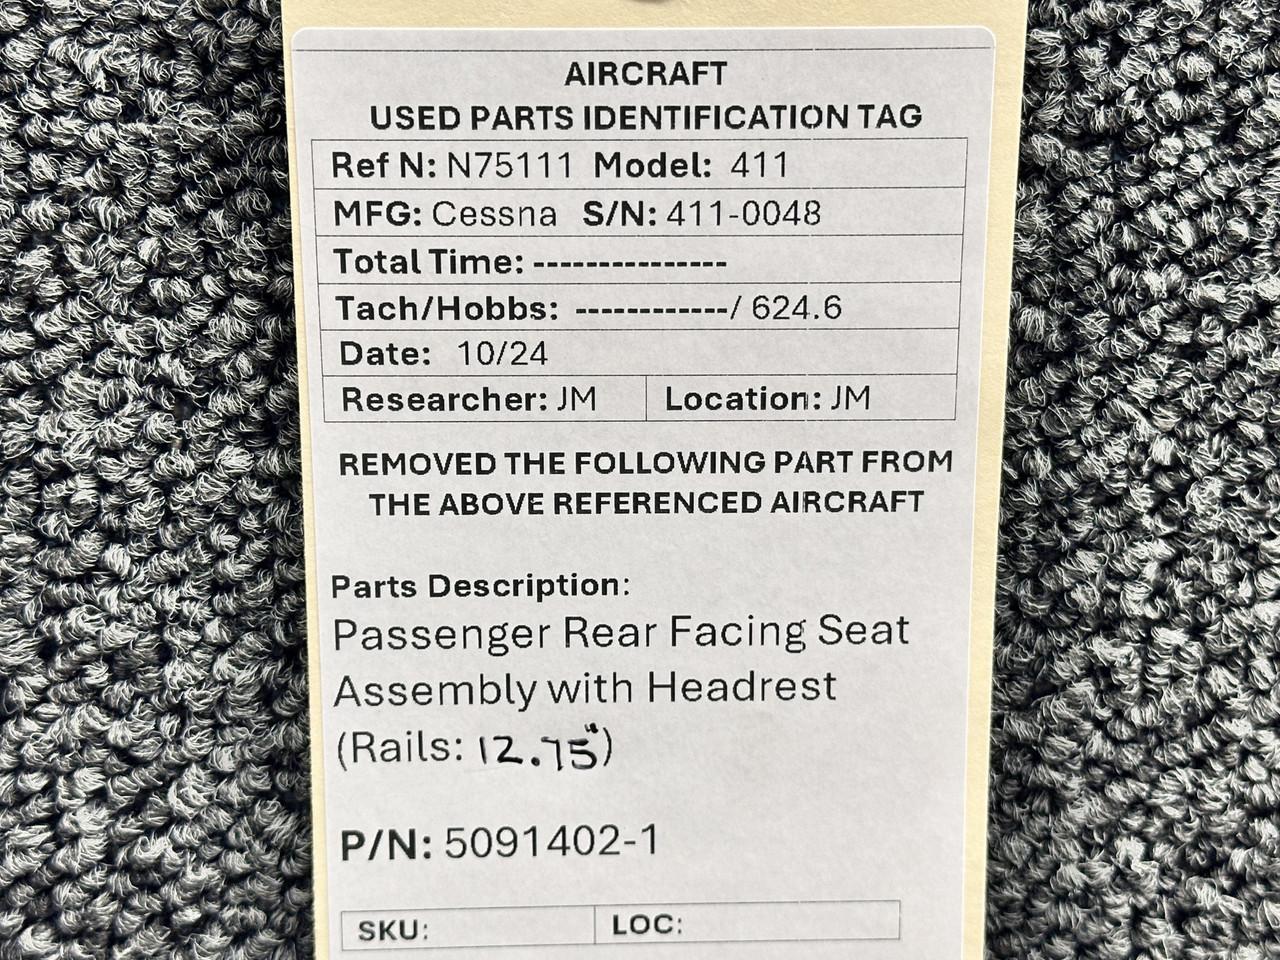 AIRCRAFT
USED PARTS IDENTIFICATION TAG
Ref N: N75111 Model: 411
MFG: Cessna S/N: 411-0048
Total Time: ---------------
Tach/Hobbs: ------------/ 624.6
Date: 10/24
Researcher: JM Location: JM
REMOVED THE FOLLOWING PART FROM
THE ABOVE REFERENCED AIRCRAFT
Parts Description:
Passenger Rear Facing Seat
Assembly with Headrest
(Rails: 12.75")
P/N: 5091402-1
SKU: LOC: